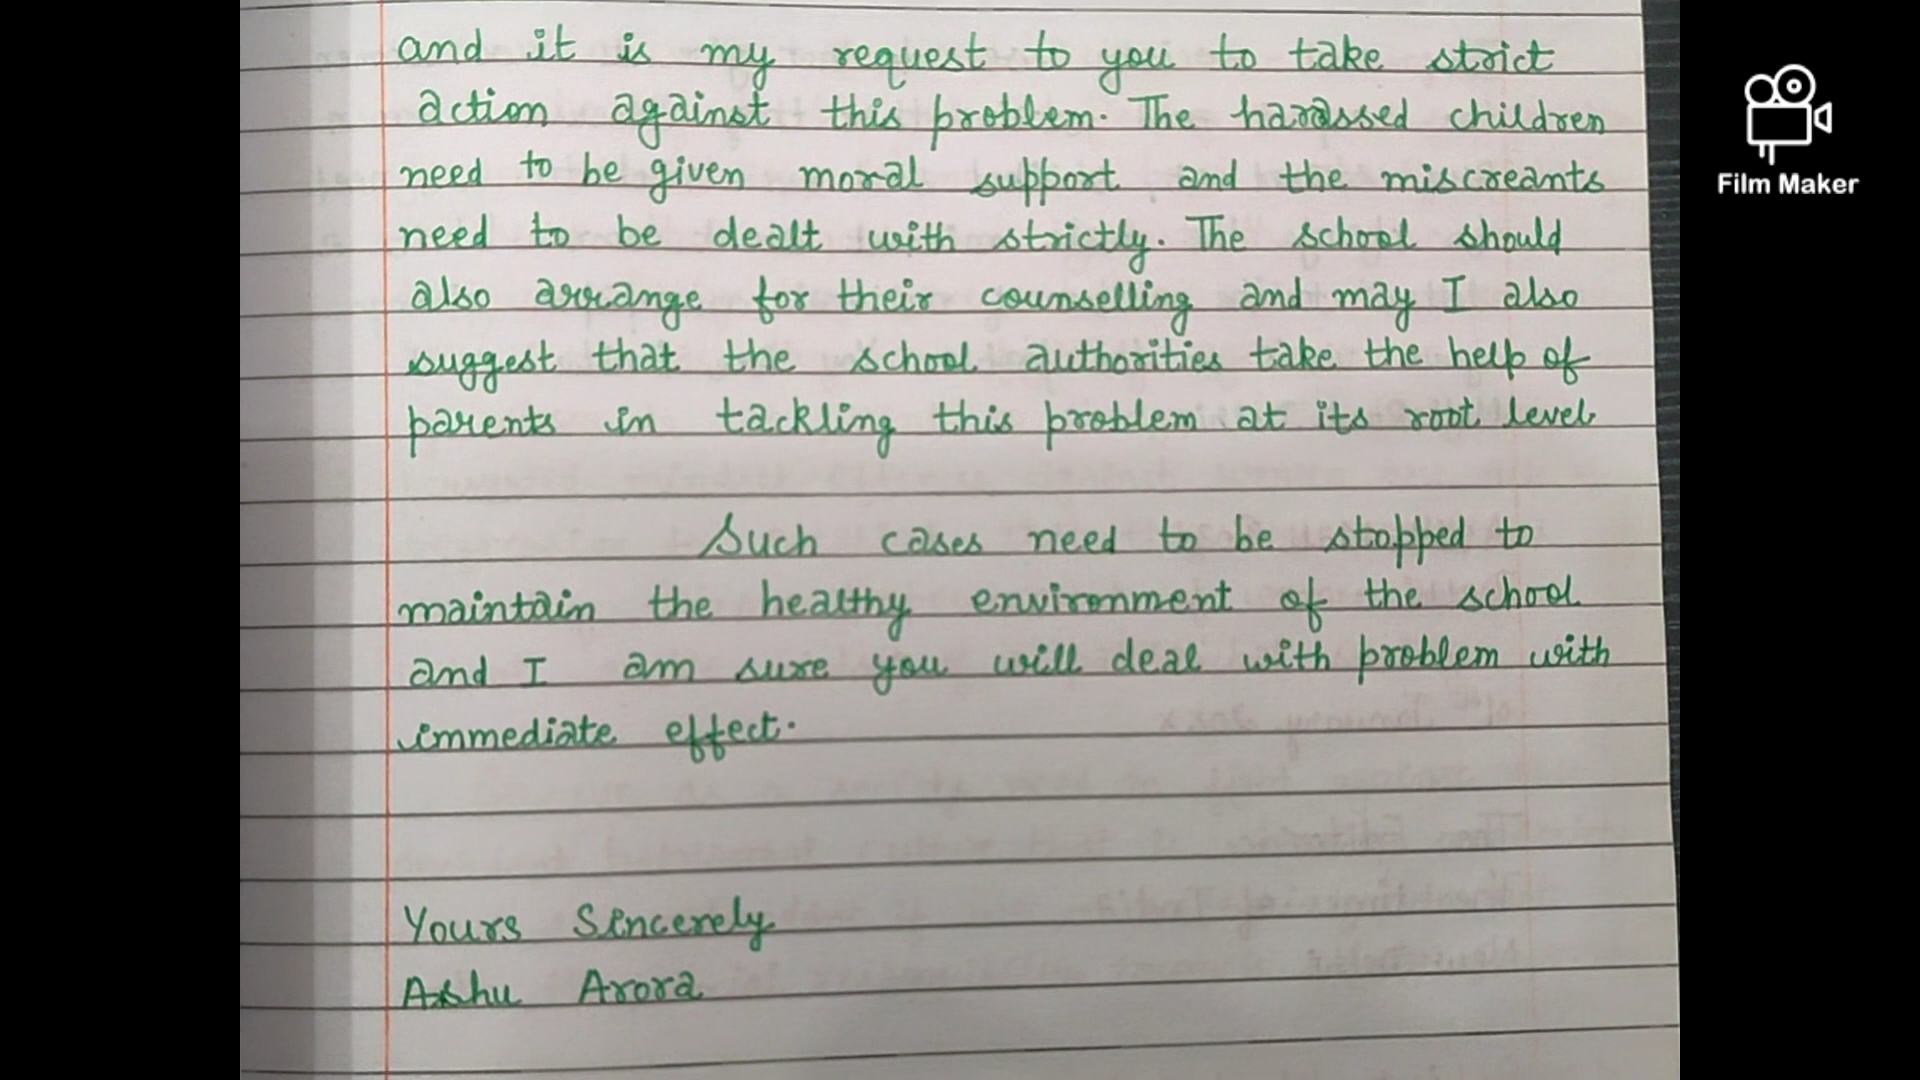 and it is my request to you to take strict
action against this problem. The harassed children
need to be given moral support and the miscreants
need to be dealt with strictly. The school should
also arrange for their counselling and may I also
suggest that the school authorities take the help of
parents in tackling this problem at its root level.
Such cases need to be stopped to
maintain the healthy environment of the school
and I am sure you will deal with problem with
immediate effect.
Yours Sincerely
Ashu Arora
Film Maker